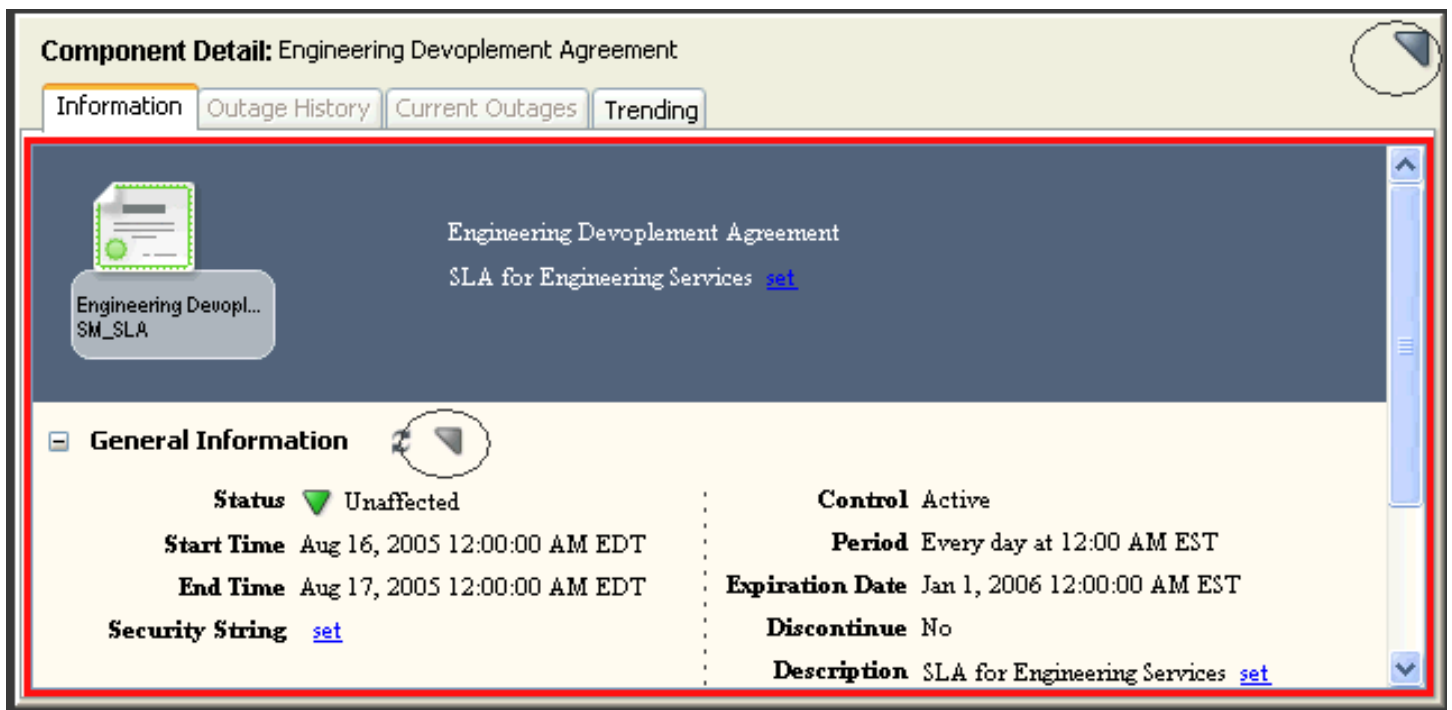 Component Detail: Engineering Devoplement Agreement
Information Outage History Current Outages Trending
Engineering Devoplement Agreement
SLA for Engineering Services set
Engineering Devopl...
SM_SLA
General Information
Status Unaffected
Start Time Aug 16, 2005 12:00:00 AM EDT
End Time Aug 17, 2005 12:00:00 AM EDT
Security String set
Control Active
Period Every day at 12:00 AM EST
Expiration Date Jan 1, 2006 12:00:00 AM EST
Discontinue No
Description SLA for Engineering Services set